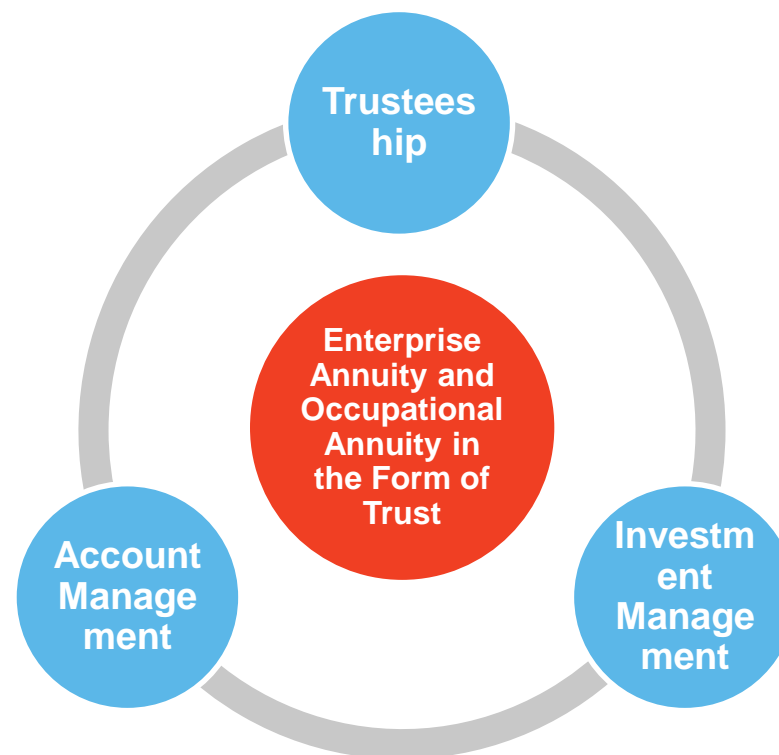 Trustees
hip
Enterprise
Annuity and
Occupational
Annuity in
the Form of
Trust
Account
Manage
ment
Investm
ent
Manage
ment